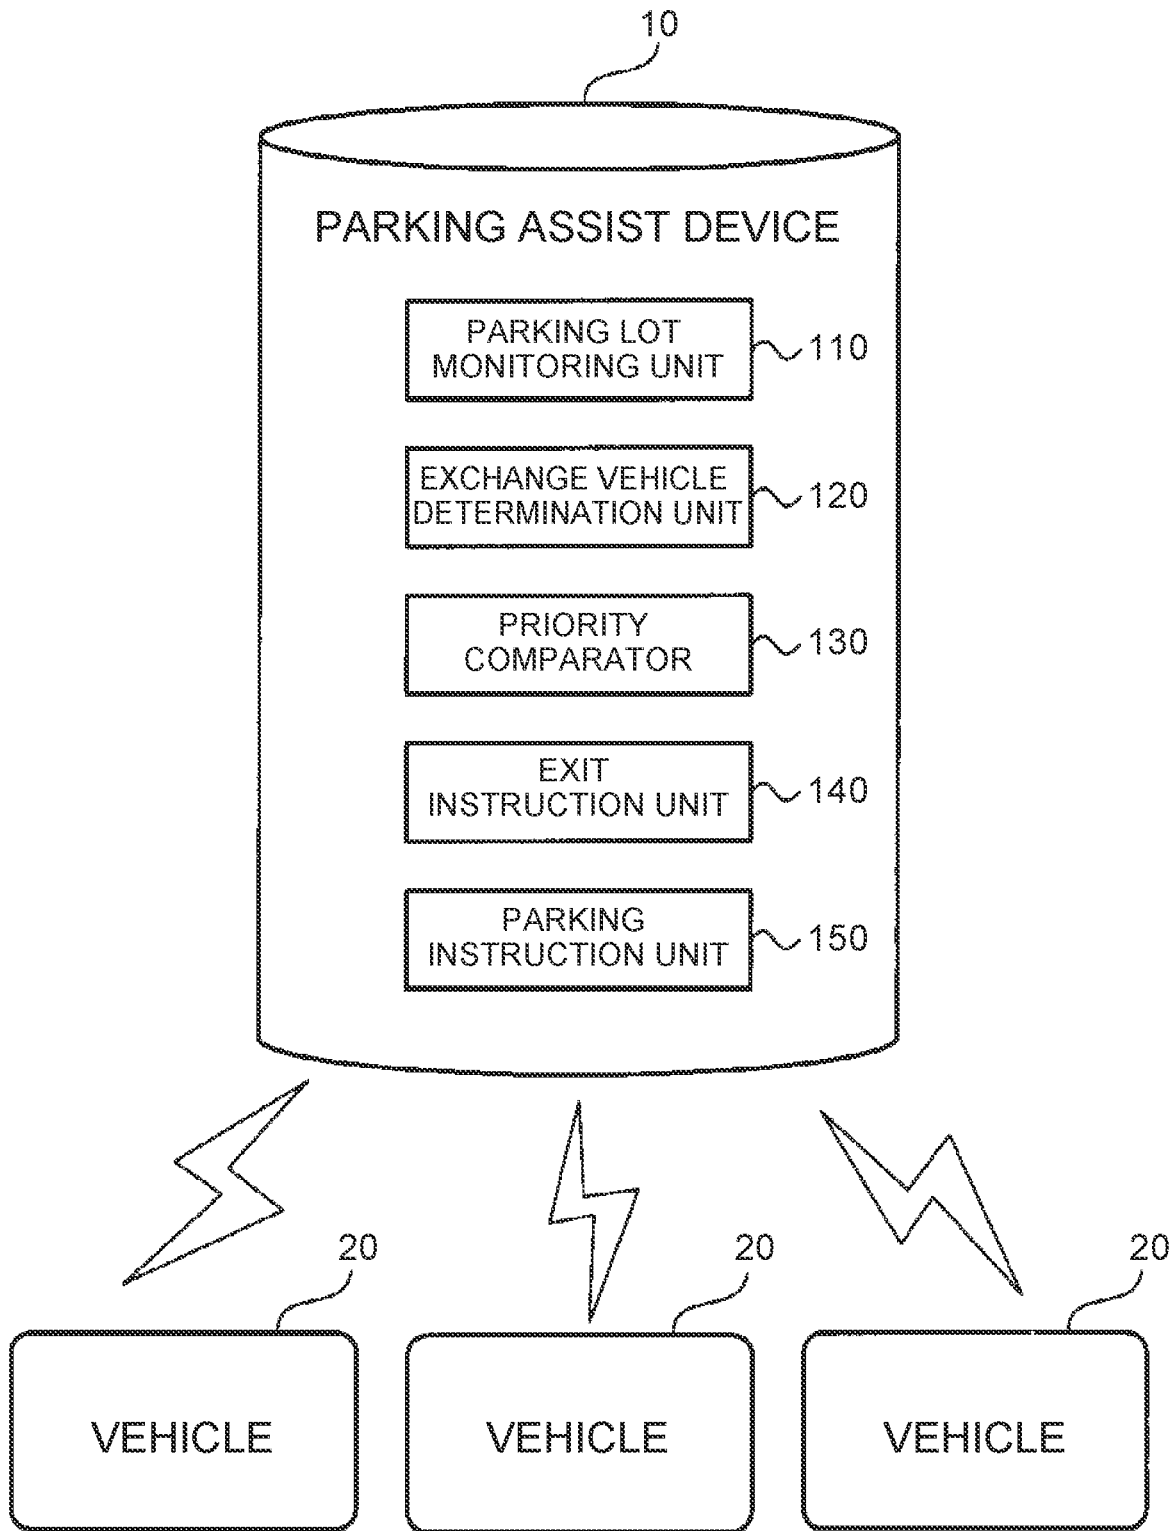 10
PARKING ASSIST DEVICE
PARKING LOT
MONITORING UNIT
110
EXCHANGE VEHICLE
DETERMINATION UNIT
120
PRIORITY
COMPARATOR
130
EXIT
INSTRUCTION UNIT
140
PARKING
INSTRUCTION UNIT
150
20
20
20
VEHICLE
VEHICLE
VEHICLE